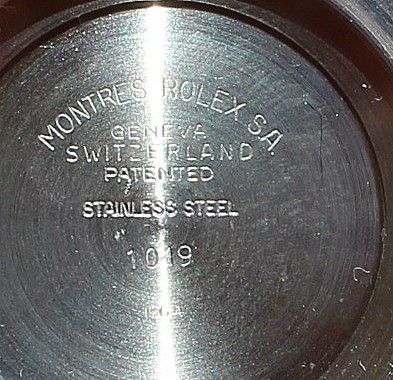 MONTRES ROLEX S.A.
GENEVA
SWITZERLAND
PATENTED
STAINLESS STEEL
1019